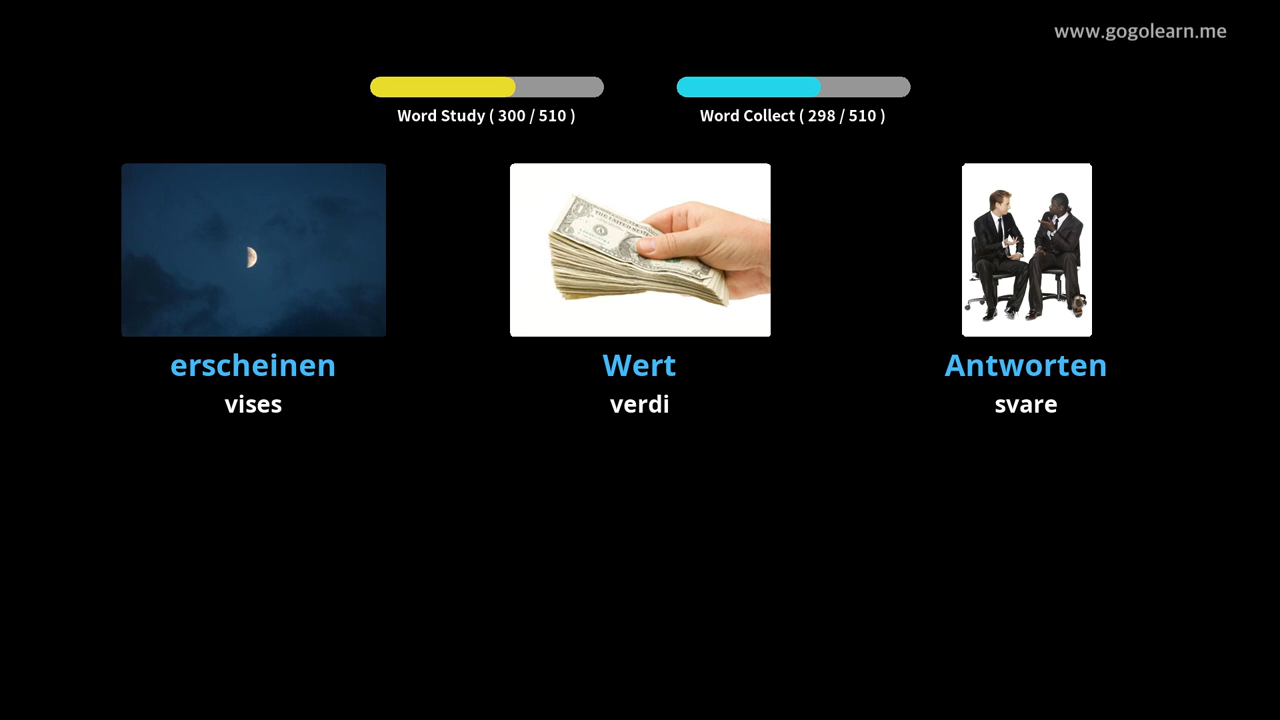 www.gogolearn.me
Word Study ( 300 / 510 )
Word Collect ( 298 / 510 )
erscheinen
Wert
Antworten
vises
verdi
svare